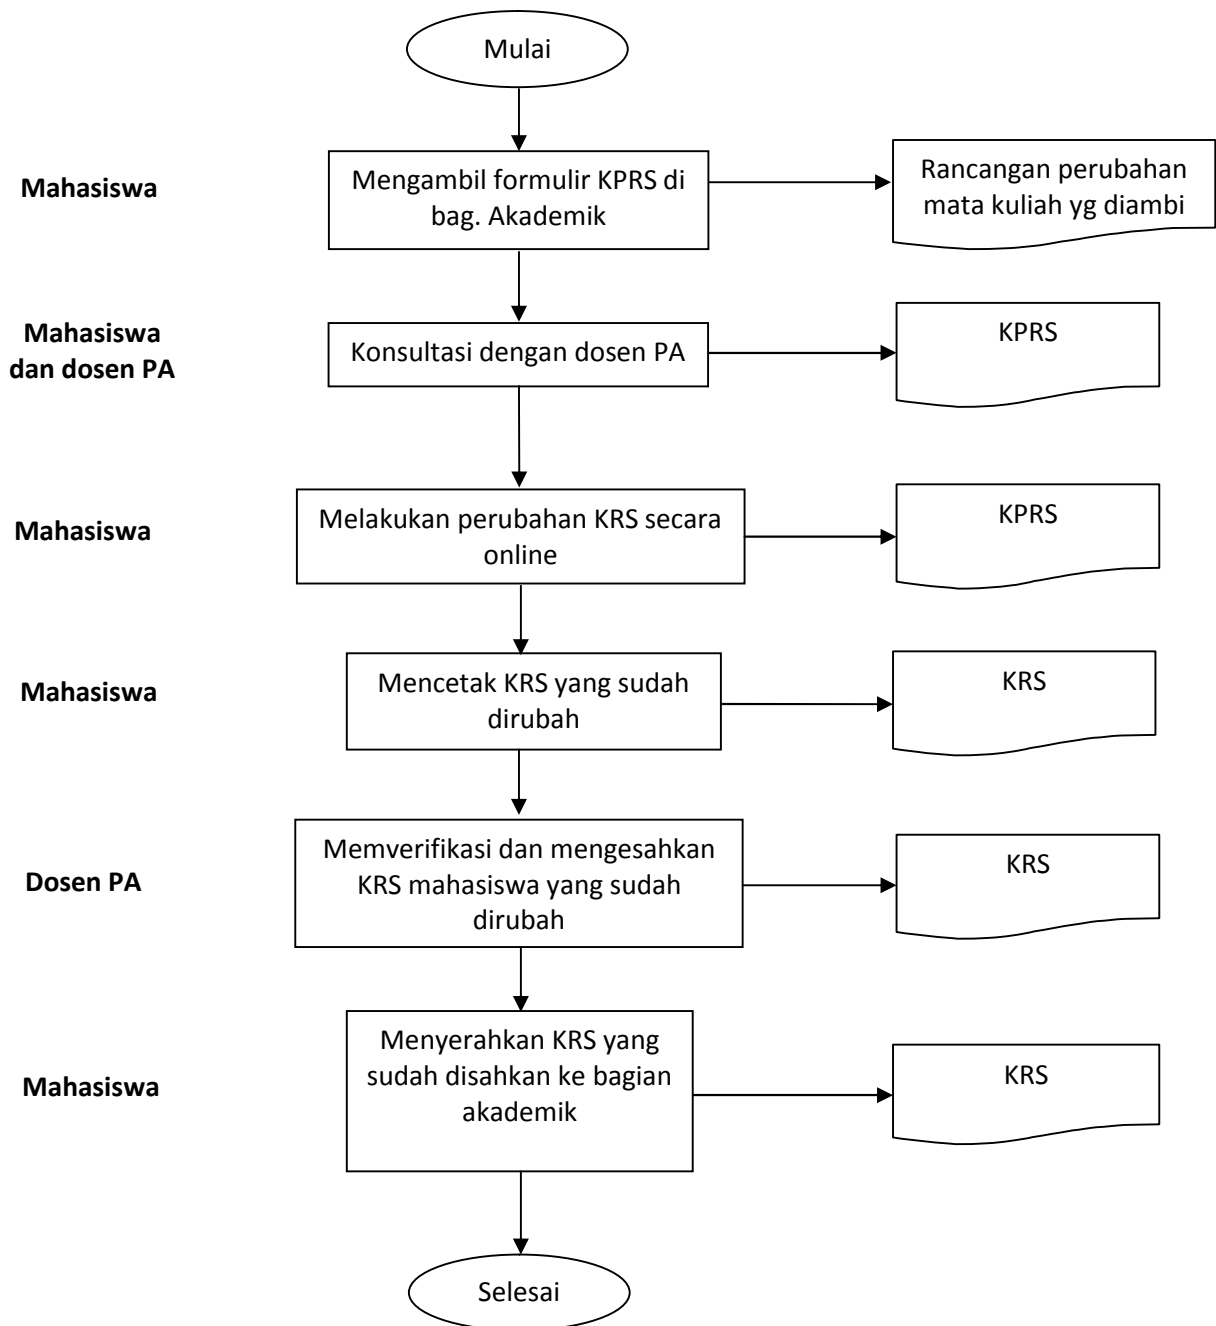 Mulai
Mahasiswa
Mengambil formulir KPRS di
bag. Akademik
Rancangan perubahan
mata kuliah yg diambi
Mahasiswa
dan dosen PA
Konsultasi dengan dosen PA
KPRS
Mahasiswa
Melakukan perubahan KRS secara
online
KPRS
Mahasiswa
Mencetak KRS yang sudah
dirubah
KRS
Dosen PA
Memverifikasi dan mengesahkan
KRS mahasiswa yang sudah
dirubah
KRS
Mahasiswa
Menyerahkan KRS yang
sudah disahkan ke bagian
akademik
KRS
Selesai